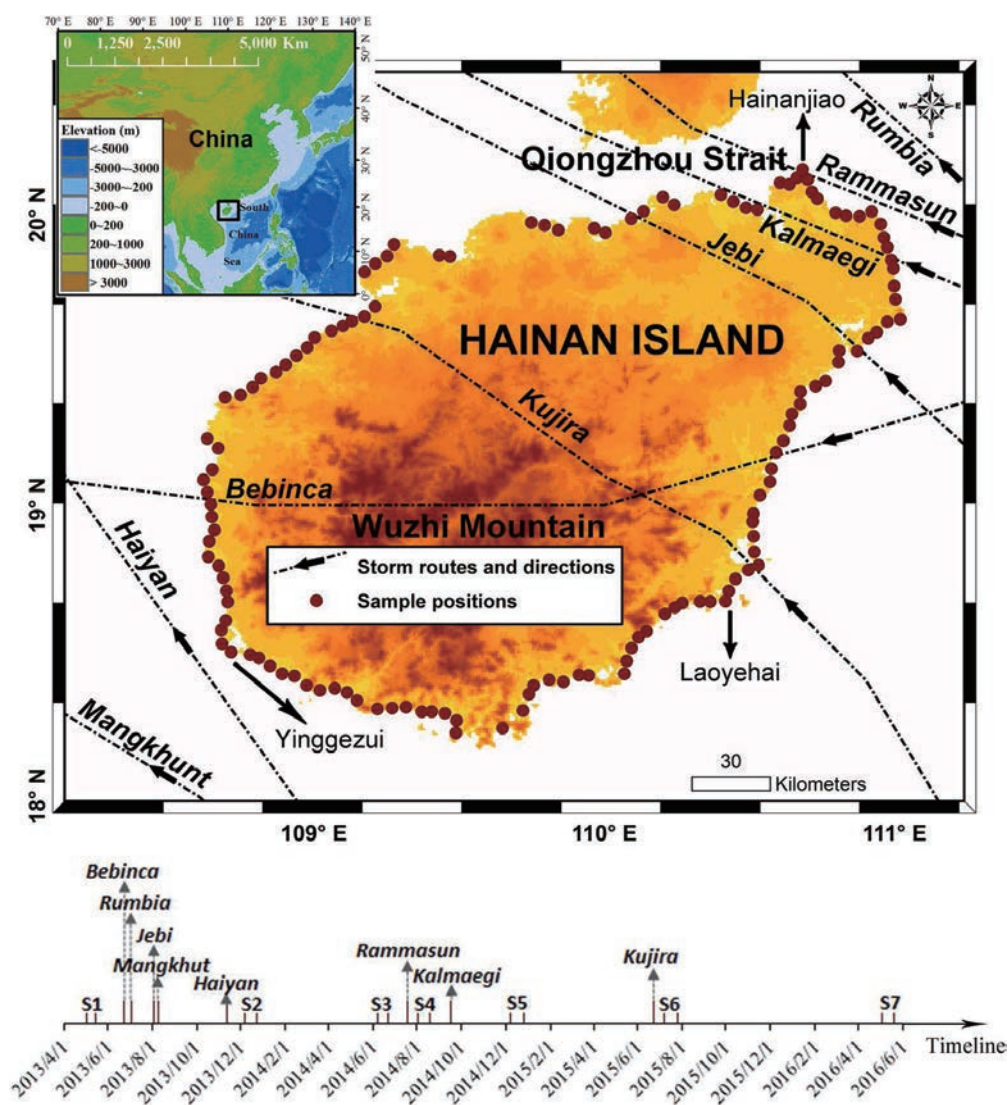 70° E 80° E 90° E 100° E 110° E 120° E 130° E 140° E
0 1,250 2,500 5,000 Km
50° N
40° N
30° N
20° N
10° N
0°
China
Elevation (m)
<-5000
-5000~-3000
-3000~-200
-200~0
0~200
200~1000
1000~3000
> 3000
South
China
Sea
N
W E
S
Hainanjiao
Rumbia
Qiongzhou Strait
Rammasun
Kalmaegi
Jebi
HAINAN ISLAND
Kujira
Bebinca
Wuzhi Mountain
Haiyan
Storm routes and directions
Sample positions
Laoyehai
Yinggezui
Mangkhunt
30
Kilometers
20° N
19° N
18° N
109° E 110° E 111° E
Bebinca
Rumbia
Jebi
Mangkhut
Haiyan
Rammasun
Kalmaegi
Kujira
S1 S2 S3 S4 S5 S6 S7
2013/4/1 2013/6/1 2013/8/1 2013/10/1 2013/12/1 2014/2/1 2014/4/1 2014/6/1 2014/8/1 2014/10/1 2014/12/1 2015/2/1 2015/4/1 2015/6/1 2015/8/1 2015/10/1 2015/12/1 2016/2/1 2016/4/1 2016/6/1
Timeline